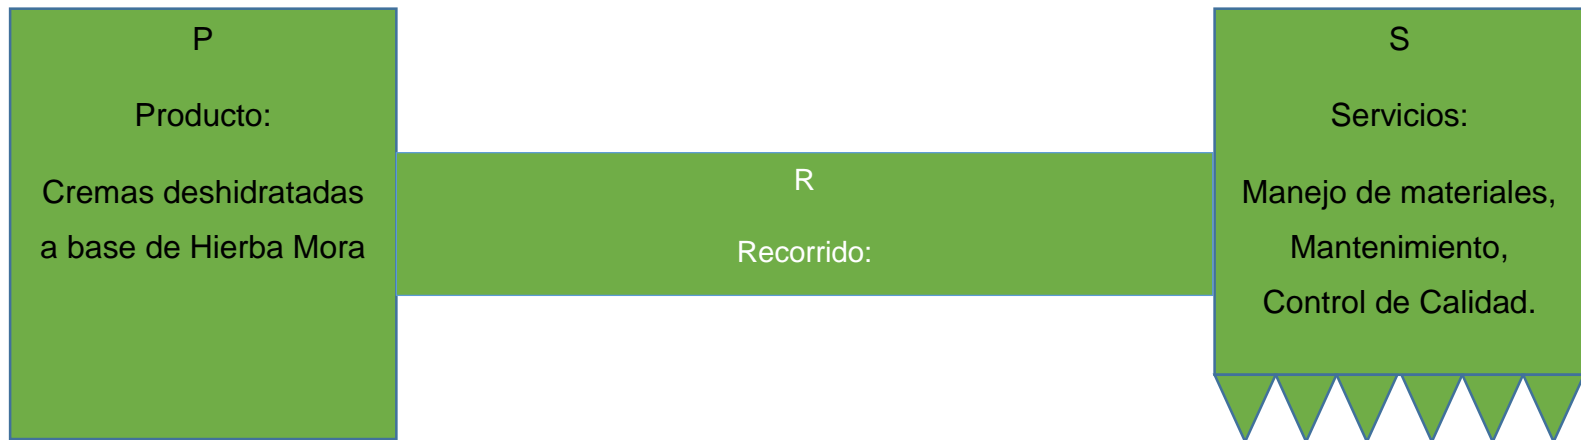 P
Producto:
Cremas deshidratadas
a base de Hierba Mora
R
Recorrido:
S
Servicios:
Manejo de materiales,
Mantenimiento,
Control de Calidad.